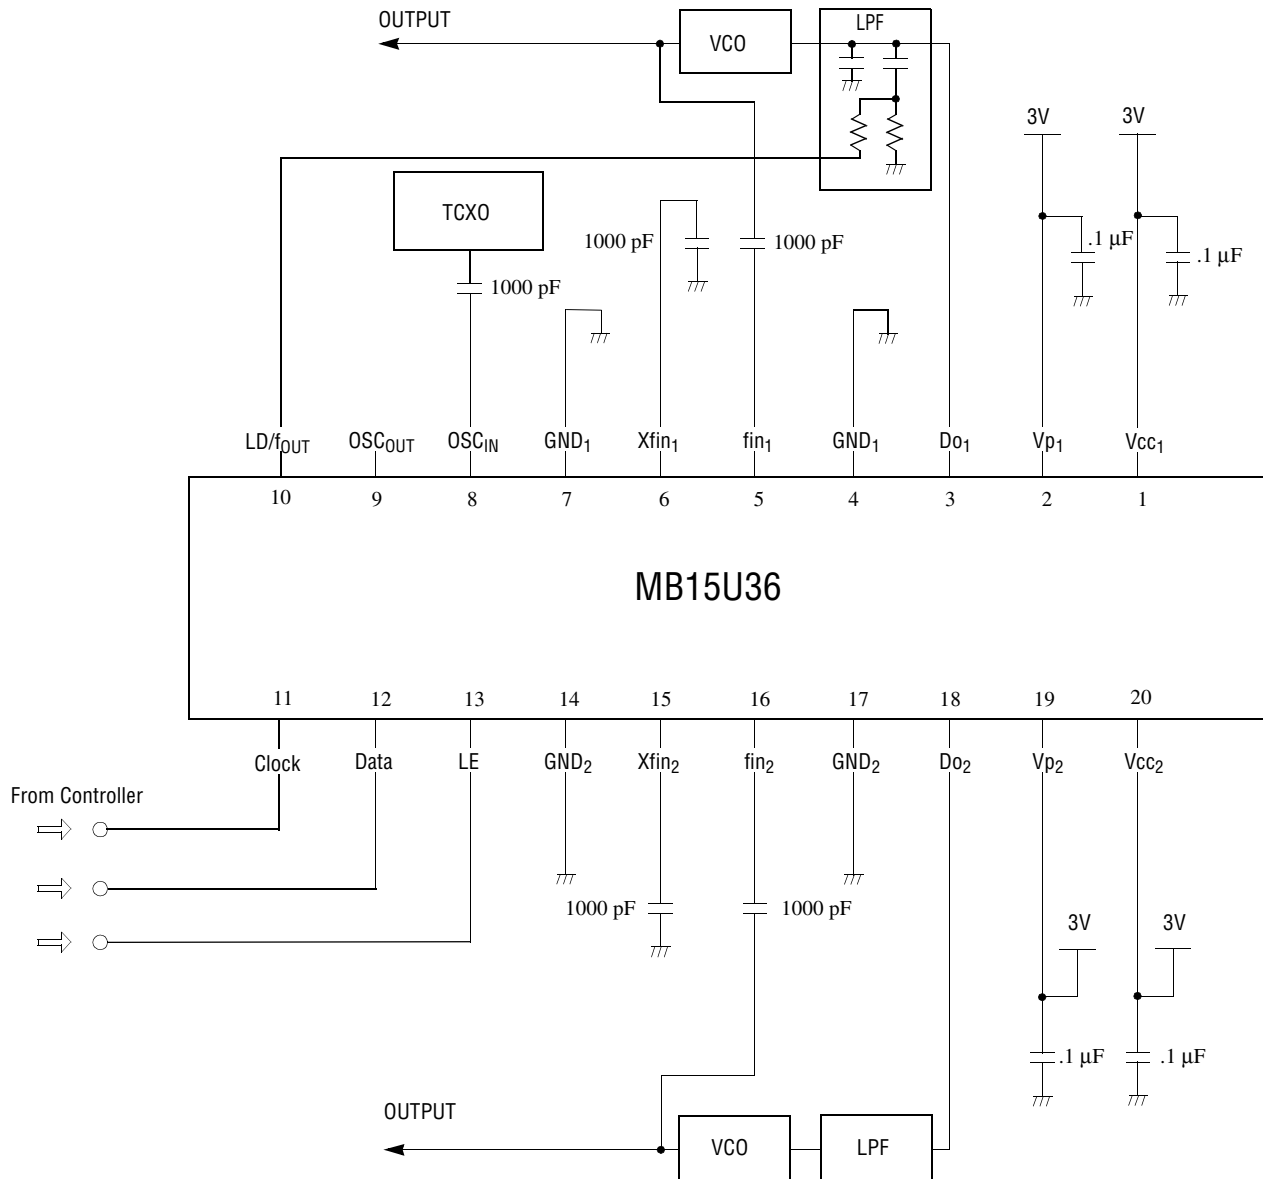 OUTPUT
VCO
LPF
3V 3V
TCXO
1000 pF 1000 pF
.1 µF .1 µF
1000 pF
LD/fOUT OSCOUT OSCIN GND1 Xfin1 fin1 GND1 Do1 Vp1 Vcc1
10 9 8 7 6 5 4 3 2 1
MB15U36
11 12 13 14 15 16 17 18 19 20
Clock Data LE GND2 Xfin2 fin2 GND2 Do2 Vp2 Vcc2
From Controller
1000 pF 1000 pF
3V 3V
.1 µF .1 µF
OUTPUT
VCO LPF